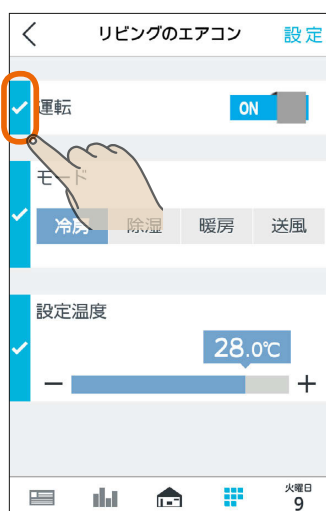 リビングのエアコン 設定
運転 ON
モード
冷房 除湿 暖房 送風
設定温度
28.0℃
− +
火曜日
9